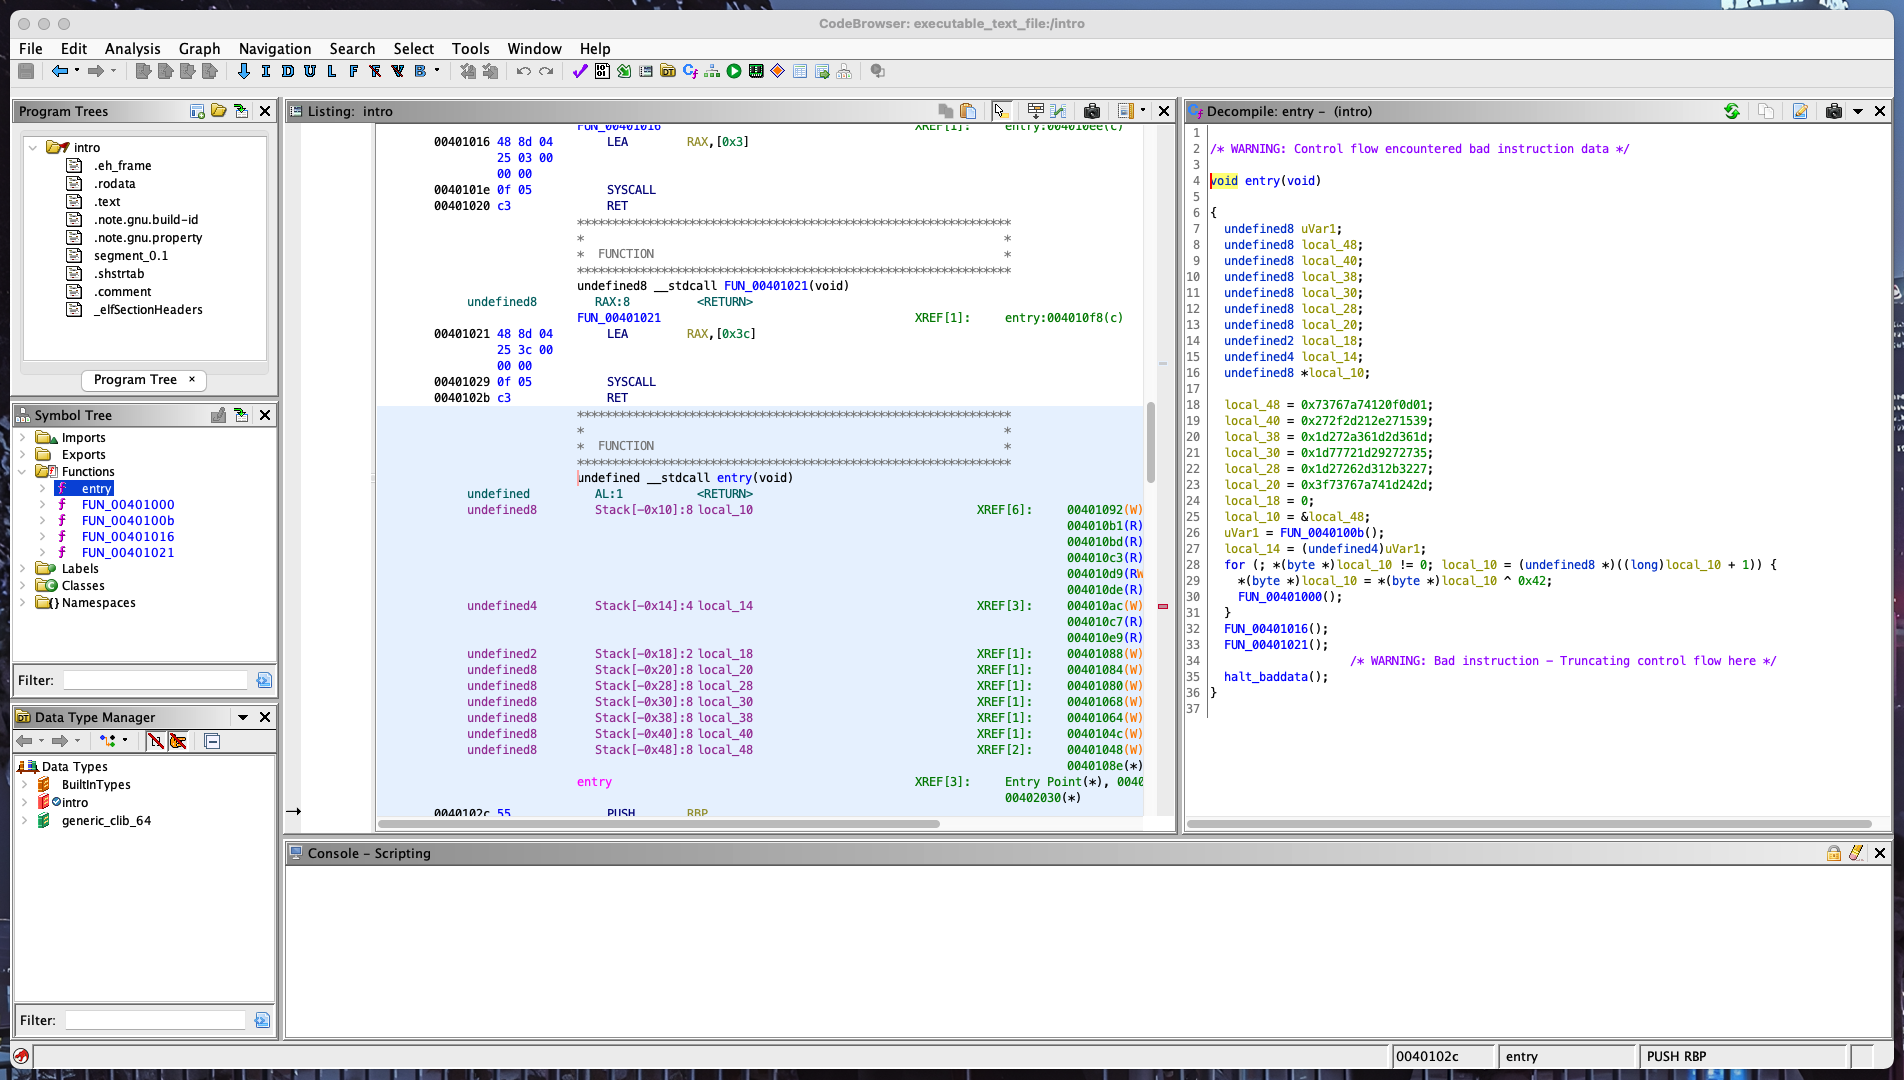 CodeBrowser: executable_text_file:/intro
File Edit Analysis Graph Navigation Search Select Tools Window Help
I D U L F B
Program Trees
intro
.eh_frame
.rodata
.text
.note.gnu.build-id
.note.gnu.property
segment_0.1
.shstrtab
.comment
_elfSectionHeaders
Program Tree ×
Symbol Tree
Imports
Exports
Functions
entry
FUN_00401000
FUN_0040100b
FUN_00401016
FUN_00401021
Labels
Classes
Namespaces
Filter:
Data Type Manager
Data Types
BuiltInTypes
intro
generic_clib_64
Filter:
Listing: intro
FUN_00401016 XREF[1]: entry:004010ee(c)
00401016 48 8d 04 LEA RAX,[0x3]
25 03 00
00 00
0040101e 0f 05 SYSCALL
00401020 c3 RET
**************************************************************
* *
* FUNCTION *
**************************************************************
undefined8 __stdcall FUN_00401021(void)
undefined8 RAX:8 <RETURN>
FUN_00401021 XREF[1]: entry:004010f8(c)
00401021 48 8d 04 LEA RAX,[0x3c]
25 3c 00
00 00
00401029 0f 05 SYSCALL
0040102b c3 RET
**************************************************************
* *
* FUNCTION *
**************************************************************
undefined __stdcall entry(void)
undefined AL:1 <RETURN>
undefined8 Stack[-0x10]:8 local_10 XREF[6]: 00401092(W)
004010b1(R)
004010bd(R)
004010c3(R)
004010d9(RW
004010de(R)
undefined4 Stack[-0x14]:4 local_14 XREF[3]: 004010ac(W)
004010c7(R)
004010e9(R)
undefined2 Stack[-0x18]:2 local_18 XREF[1]: 00401088(W)
undefined8 Stack[-0x20]:8 local_20 XREF[1]: 00401084(W)
undefined8 Stack[-0x28]:8 local_28 XREF[1]: 00401080(W)
undefined8 Stack[-0x30]:8 local_30 XREF[1]: 00401068(W)
undefined8 Stack[-0x38]:8 local_38 XREF[1]: 00401064(W)
undefined8 Stack[-0x40]:8 local_40 XREF[1]: 0040104c(W)
undefined8 Stack[-0x48]:8 local_48 XREF[2]: 00401048(W)
0040108e(*)
entry XREF[3]: Entry Point(*), 0040
00402030(*)
0040102c 55 PUSH RBP
Decompile: entry - (intro)
1
2 /* WARNING: Control flow encountered bad instruction data */
3
4 void entry(void)
5
6 {
7 undefined8 uVar1;
8 undefined8 local_48;
9 undefined8 local_40;
10 undefined8 local_38;
11 undefined8 local_30;
12 undefined8 local_28;
13 undefined8 local_20;
14 undefined2 local_18;
15 undefined4 local_14;
16 undefined8 *local_10;
17
18 local_48 = 0x73767a74120f0d01;
19 local_40 = 0x272f2d212e271539;
20 local_38 = 0x1d272a361d2d361d;
21 local_30 = 0x1d77721d29272735;
22 local_28 = 0x1d27262d312b3227;
23 local_20 = 0x3f73767a741d242d;
24 local_18 = 0;
25 local_10 = &local_48;
26 uVar1 = FUN_0040100b();
27 local_14 = (undefined4)uVar1;
28 for (; *(byte *)local_10 != 0; local_10 = (undefined8 *)((long)local_10 + 1)) {
29 *(byte *)local_10 = *(byte *)local_10 ^ 0x42;
30 FUN_00401000();
31 }
32 FUN_00401016();
33 FUN_00401021();
34 /* WARNING: Bad instruction - Truncating control flow here */
35 halt_baddata();
36 }
37
Console - Scripting
0040102c entry PUSH RBP